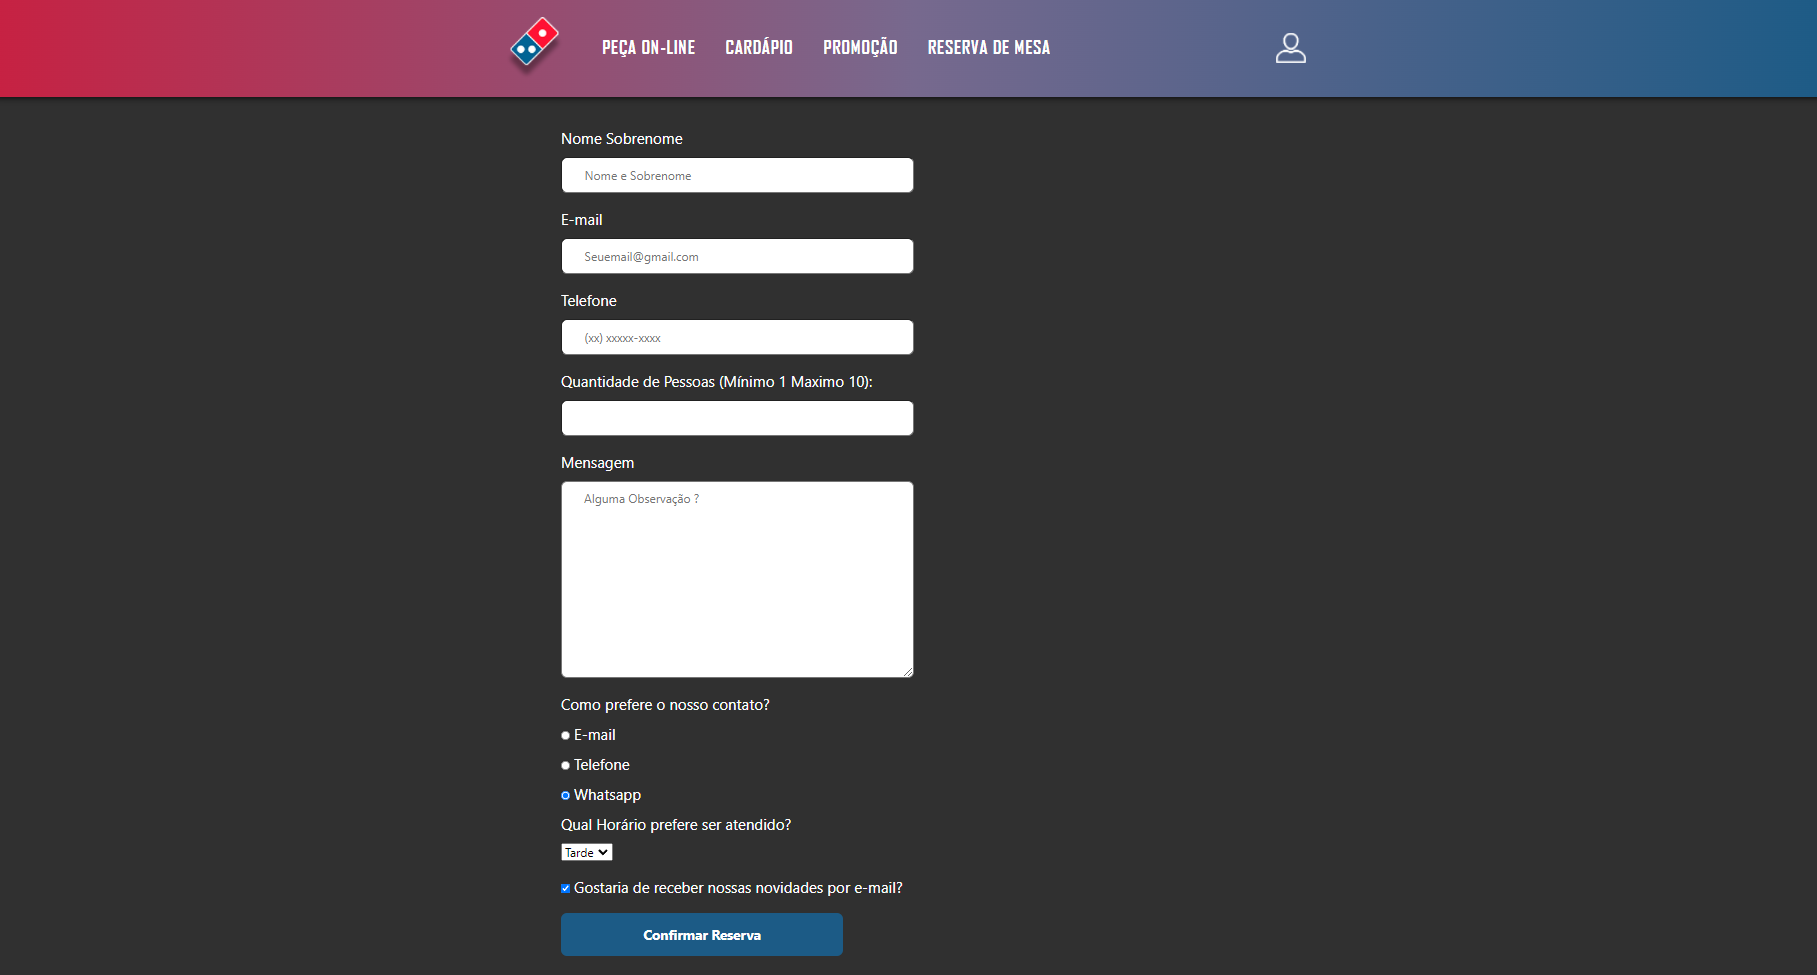 PEÇA ON-LINE CARDÁPIO PROMOÇÃO RESERVA DE MESA
Nome Sobrenome
Nome e Sobrenome
E-mail
Seuemail@gmail.com
Telefone
(xx) xxxxx-xxxx
Quantidade de Pessoas (Mínimo 1 Maximo 10):
Mensagem
Alguma Observação ?
Como prefere o nosso contato?
E-mail
Telefone
Whatsapp
Qual Horário prefere ser atendido?
Tarde
Gostaria de receber nossas novidades por e-mail?
Confirmar Reserva